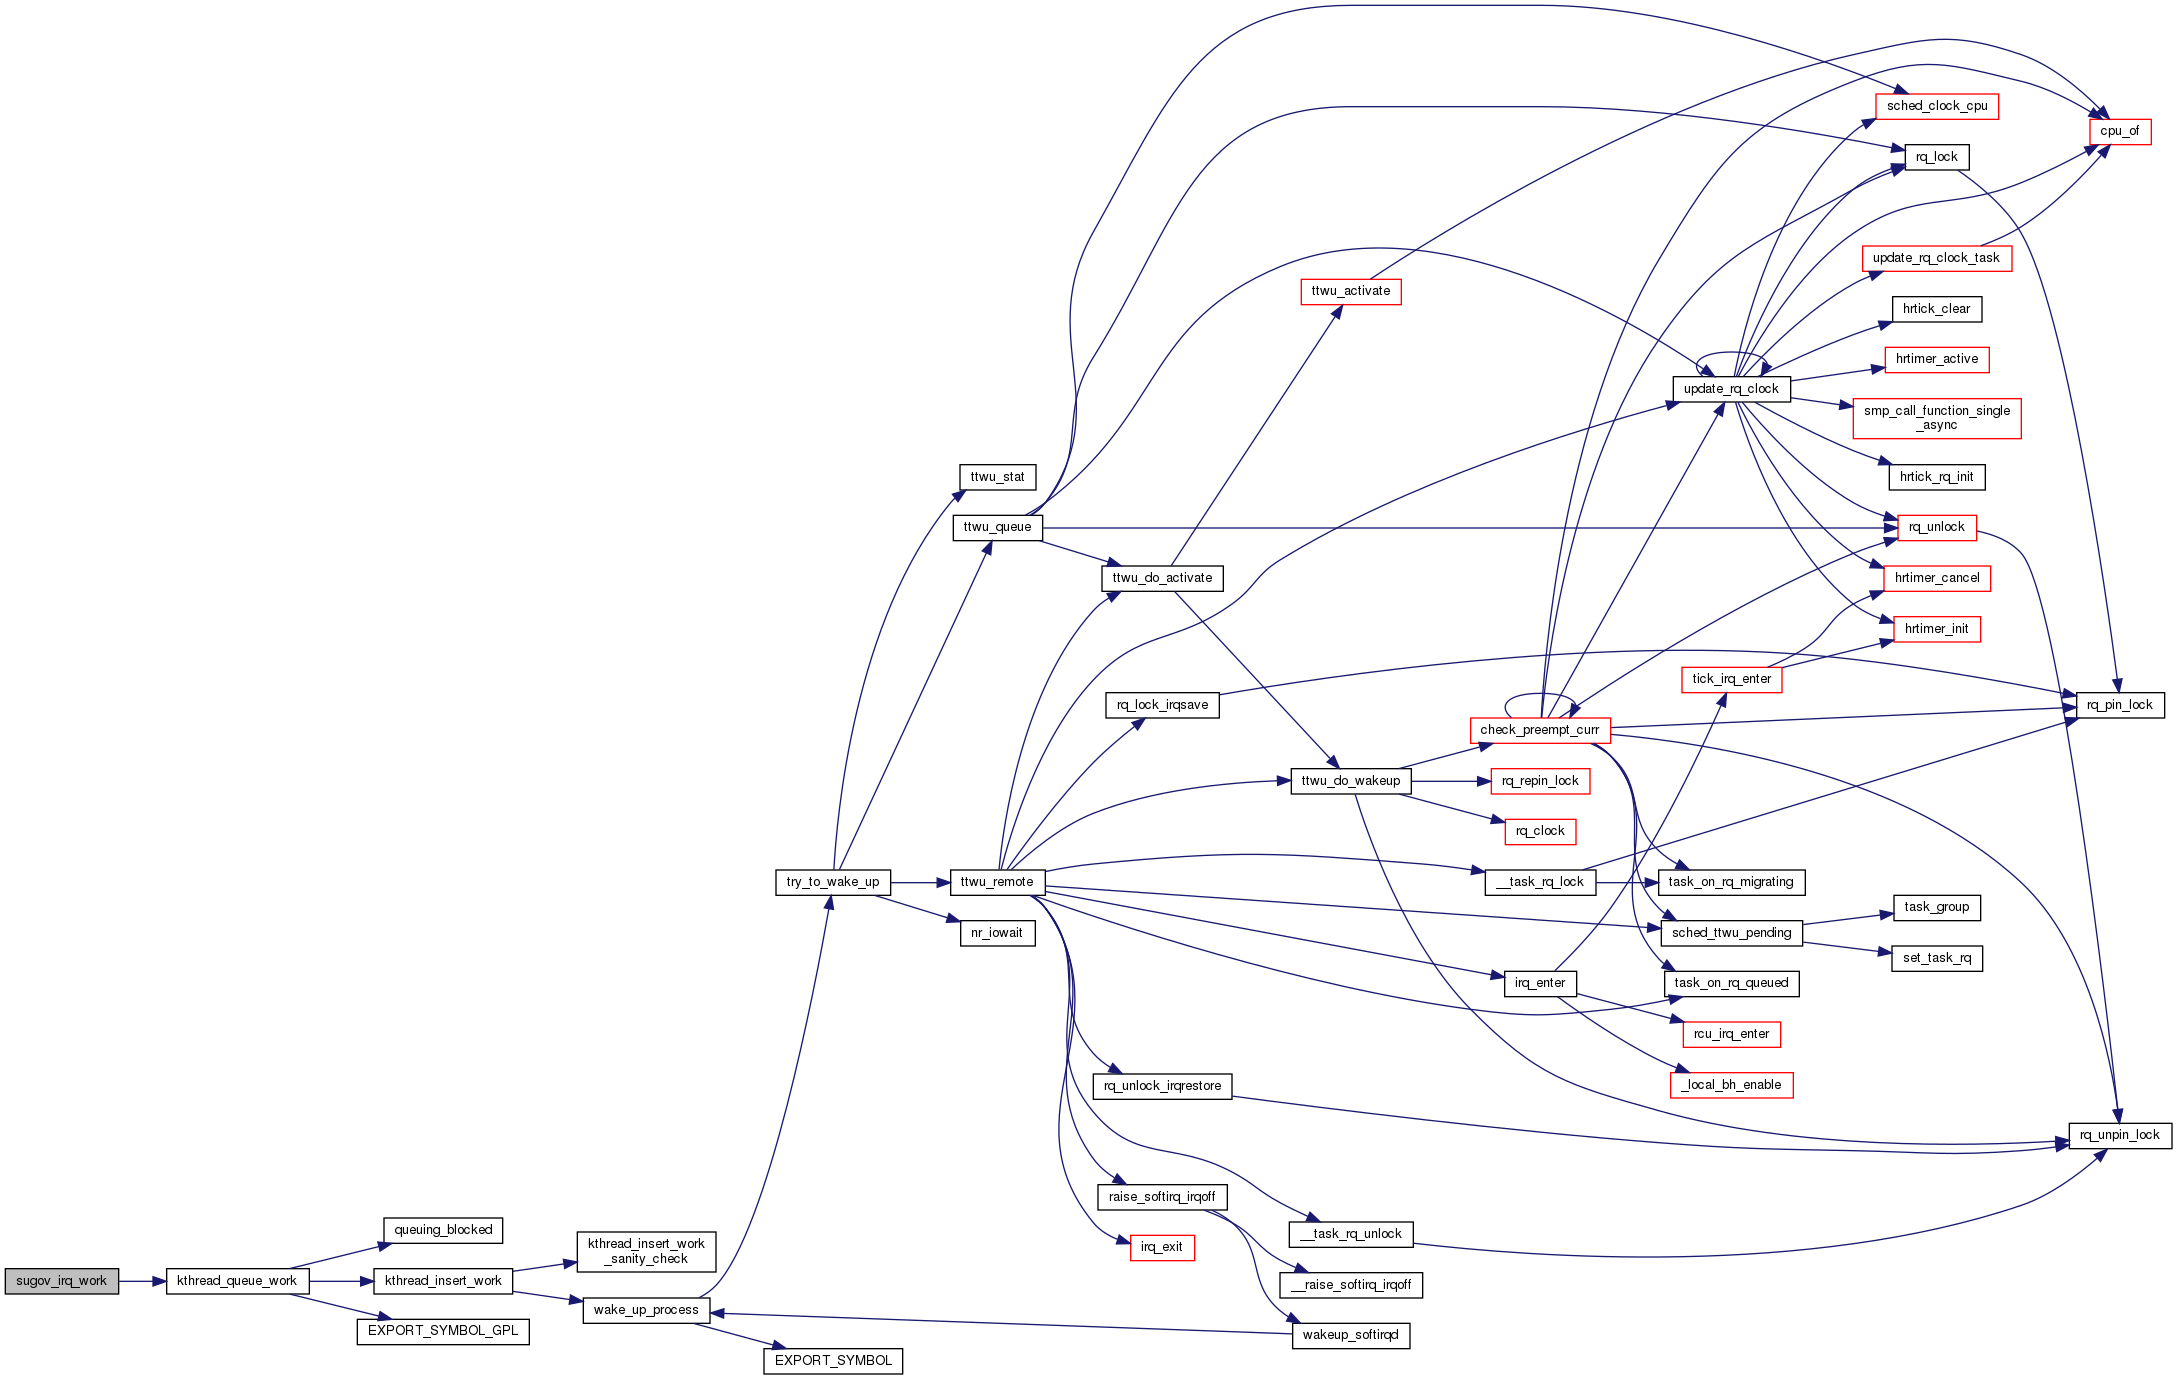 sugov_irq_work
kthread_queue_work
queuing_blocked
kthread_insert_work
EXPORT_SYMBOL_GPL
kthread_insert_work
_sanity_check
wake_up_process
EXPORT_SYMBOL
try_to_wake_up
ttwu_stat
ttwu_queue
ttwu_remote
nr_iowait
ttwu_do_activate
rq_lock_irqsave
rq_unlock_irqrestore
raise_softirq_irqoff
irq_exit
ttwu_activate
ttwu_do_wakeup
__task_rq_unlock
__raise_softirq_irqoff
wakeup_softirqd
check_preempt_curr
rq_repin_lock
rq_clock
__task_rq_lock
irq_enter
update_rq_clock
tick_irq_enter
task_on_rq_migrating
sched_ttwu_pending
task_on_rq_queued
rcu_irq_enter
_local_bh_enable
sched_clock_cpu
rq_lock
update_rq_clock_task
hrtick_clear
hrtimer_active
smp_call_function_single
_async
hrtick_rq_init
rq_unlock
hrtimer_cancel
hrtimer_init
task_group
set_task_rq
cpu_of
rq_pin_lock
rq_unpin_lock